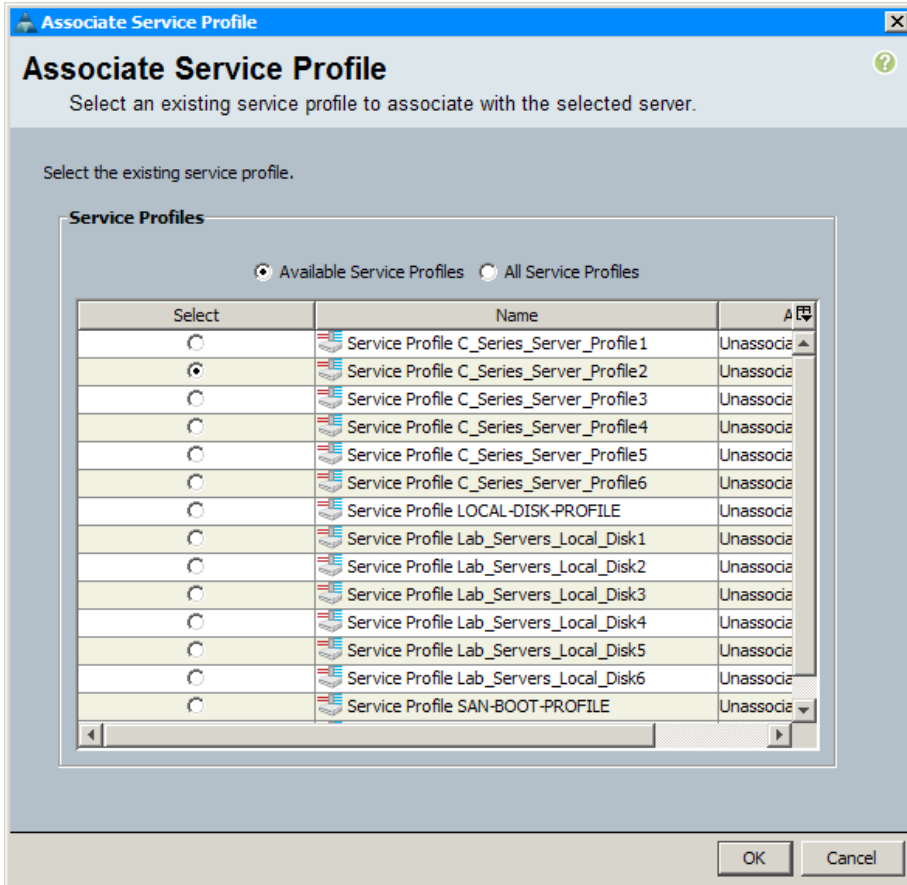 Associate Service Profile
Associate Service Profile
Select an existing service profile to associate with the selected server.
Select the existing service profile.
Service Profiles
Available Service Profiles All Service Profiles
Select Name A
Service Profile C_Series_Server_Profile1 Unassocia
Service Profile C_Series_Server_Profile2 Unassocia
Service Profile C_Series_Server_Profile3 Unassocia
Service Profile C_Series_Server_Profile4 Unassocia
Service Profile C_Series_Server_Profile5 Unassocia
Service Profile C_Series_Server_Profile6 Unassocia
Service Profile LOCAL-DISK-PROFILE Unassocia
Service Profile Lab_Servers_Local_Disk1 Unassocia
Service Profile Lab_Servers_Local_Disk2 Unassocia
Service Profile Lab_Servers_Local_Disk3 Unassocia
Service Profile Lab_Servers_Local_Disk4 Unassocia
Service Profile Lab_Servers_Local_Disk5 Unassocia
Service Profile Lab_Servers_Local_Disk6 Unassocia
Service Profile SAN-BOOT-PROFILE Unassocia
OK Cancel